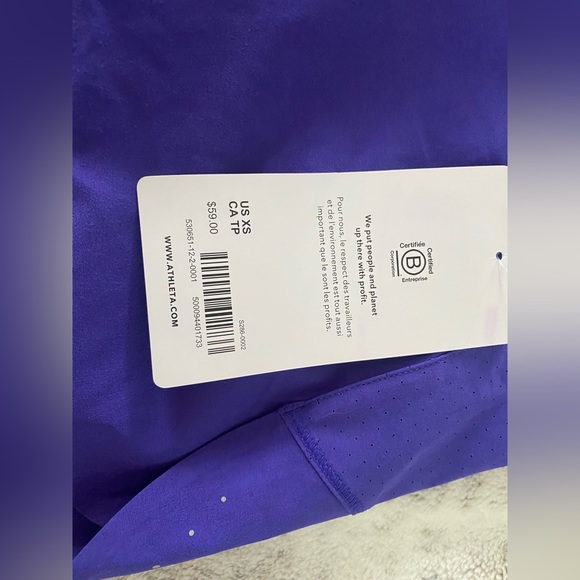 Certified
B
Corporation
Certifiée
Entreprise
We put people and planet
up there with profit.
Pour nous, le respect des travailleurs
et de l'environnement est tout aussi
important que le sont les profits.
US XS
CA TP
$59.00
S286-0002
530651-12-2-0001
500094401733
WWW.ATHLETA.COM